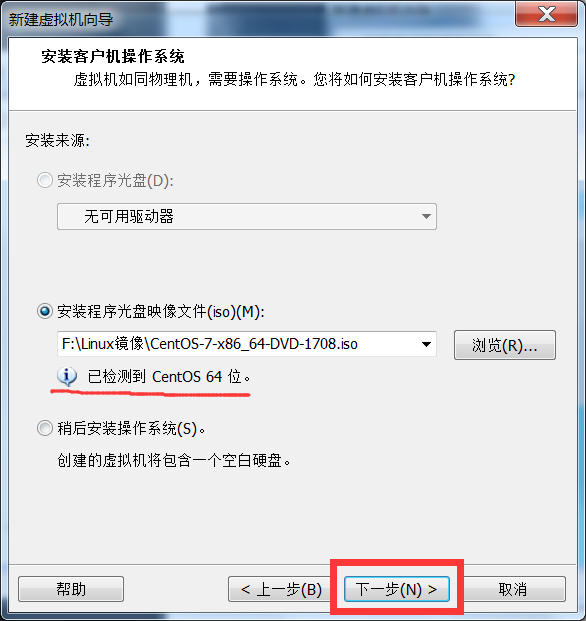 新建虚拟机向导
安装客户机操作系统
虚拟机如同物理机，需要操作系统。您将如何安装客户机操作系统?
安装来源:
安装程序光盘(D):
无可用驱动器
安装程序光盘映像文件(iso)(M):
F:\Linux镜像\CentOS-7-x86_64-DVD-1708.iso
浏览(R)...
已检测到 CentOS 64 位。
稍后安装操作系统(S)。
创建的虚拟机将包含一个空白硬盘。
帮助
< 上一步(B)
下一步(N) >
取消